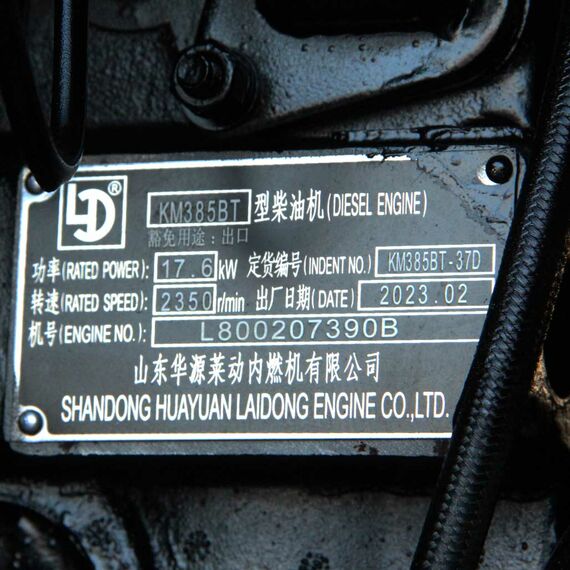 LD® KM385BT 型柴油机(DIESEL ENGINE)
豁免用途：出口
功率(RATED POWER): 17.6 kW 定货编号(INDENT NO.) KM385BT-37D
转速(RATED SPEED): 2350 r/min 出厂日期(DATE) 2023.02
机号(ENGINE NO.): L800207390B
山东华源莱动内燃机有限公司
SHANDONG HUAYUAN LAIDONG ENGINE CO.,LTD.